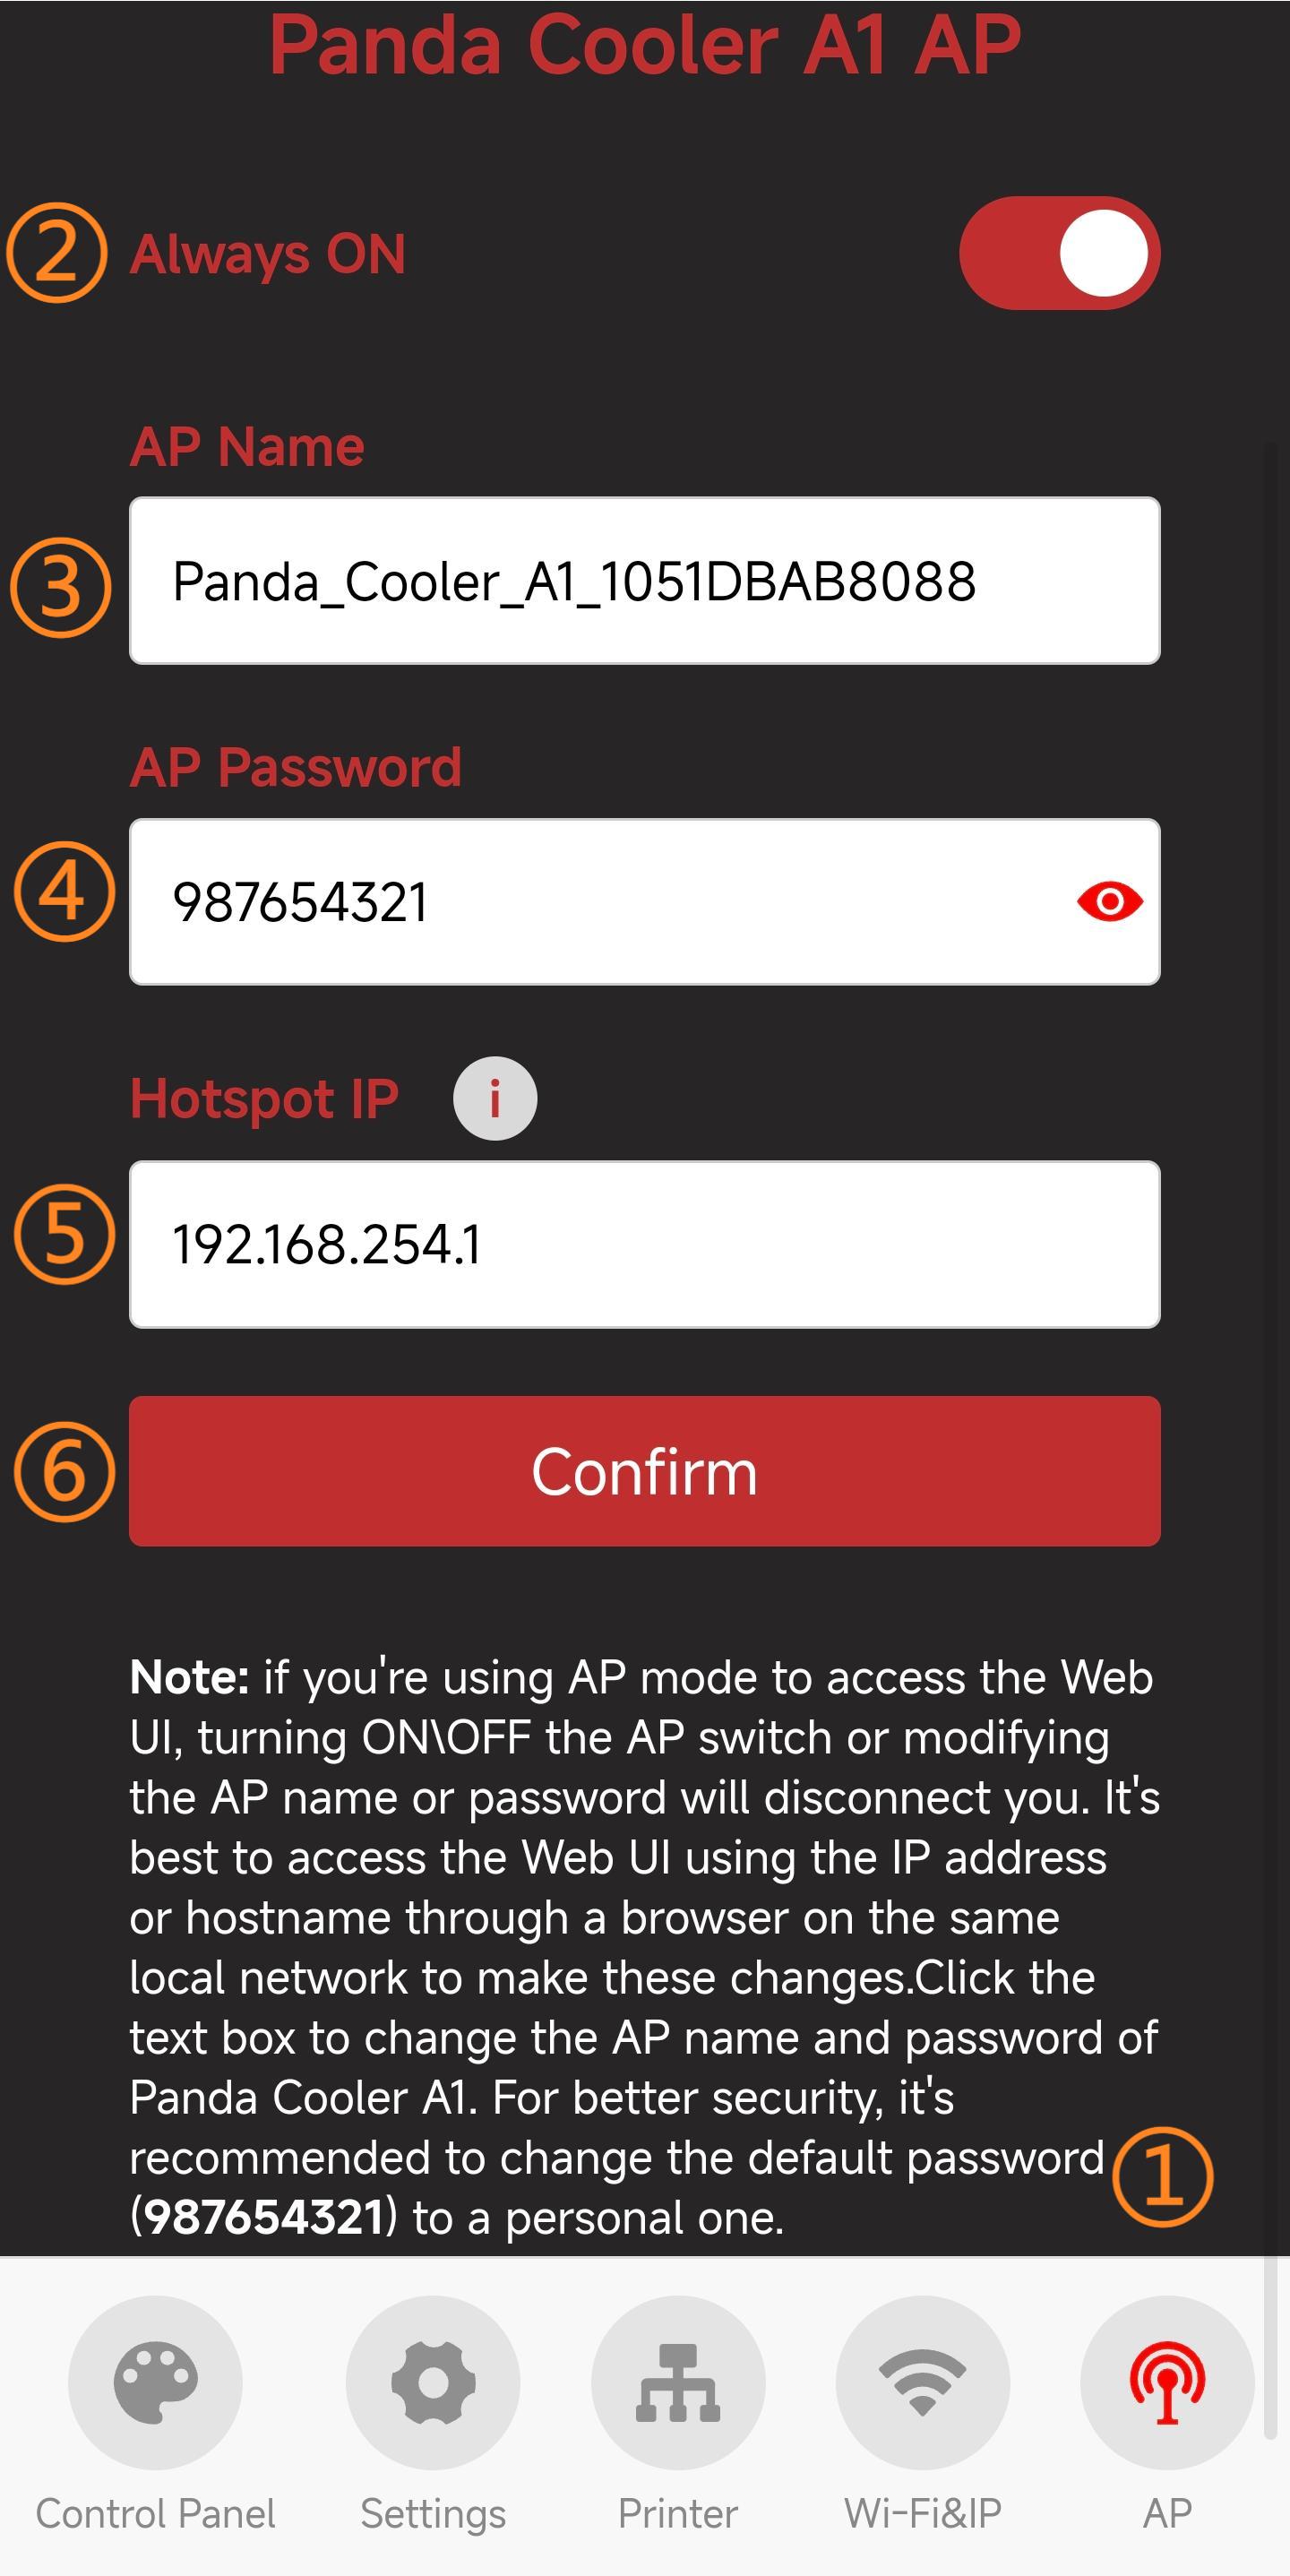 Panda Cooler A1 AP
② Always ON
AP Name
③ Panda_Cooler_A1_1051DBAB8088
AP Password
④ 987654321
Hotspot IP i
⑤ 192.168.254.1
⑥ Confirm
Note: if you're using AP mode to access the Web
UI, turning ON\OFF the AP switch or modifying
the AP name or password will disconnect you. It's
best to access the Web UI using the IP address
or hostname through a browser on the same
local network to make these changes.Click the
text box to change the AP name and password of
Panda Cooler A1. For better security, it's
recommended to change the default password ①
(987654321) to a personal one.
Control Panel Settings Printer Wi-Fi&IP AP